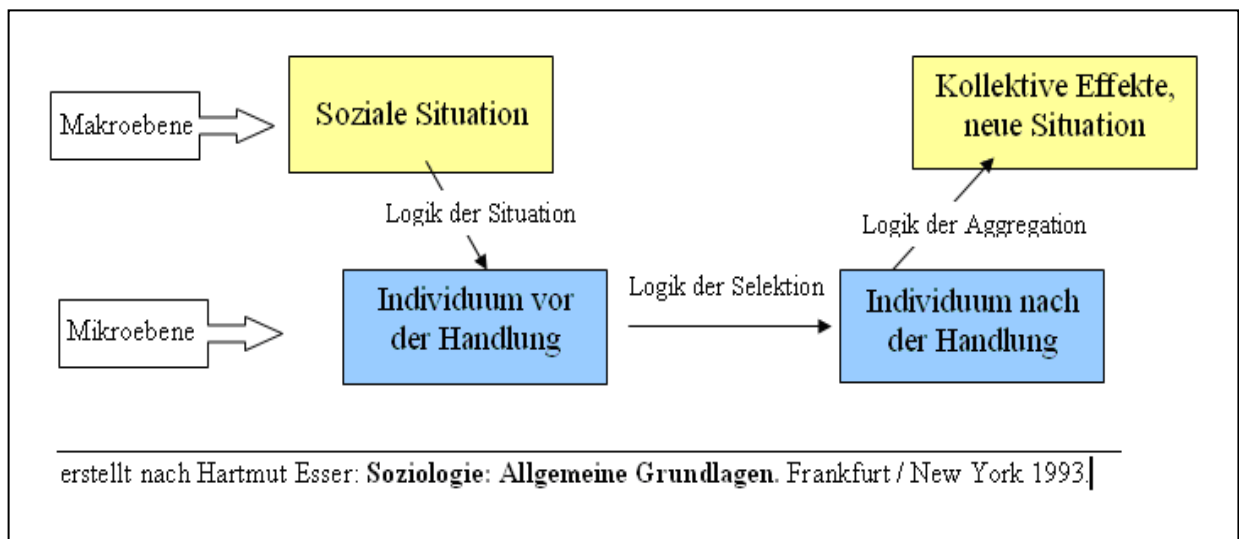 Makroebene
Soziale Situation
Kollektive Effekte,
neue Situation
Logik der Situation
Logik der Aggregation
Mikroebene
Individuum vor
der Handlung
Logik der Selektion
Individuum nach
der Handlung
erstellt nach Hartmut Esser: Soziologie: Allgemeine Grundlagen. Frankfurt / New York 1993.